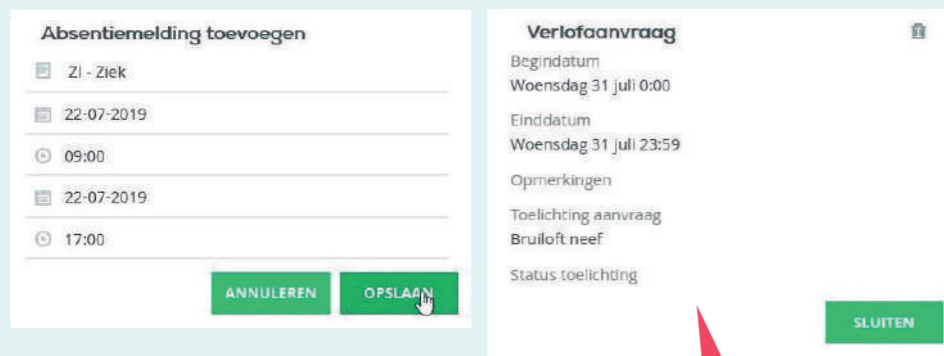 Absentiemelding toevoegen
ZI - Ziek
22-07-2019
09:00
22-07-2019
17:00
ANNULEREN
OPSLAAN
Verlofaanvraag
Begindatum
Woensdag 31 juli 0:00
Einddatum
Woensdag 31 juli 23:59
Opmerkingen
Toelichting aanvraag
Bruiloft neef
Status toelichting
SLUITEN